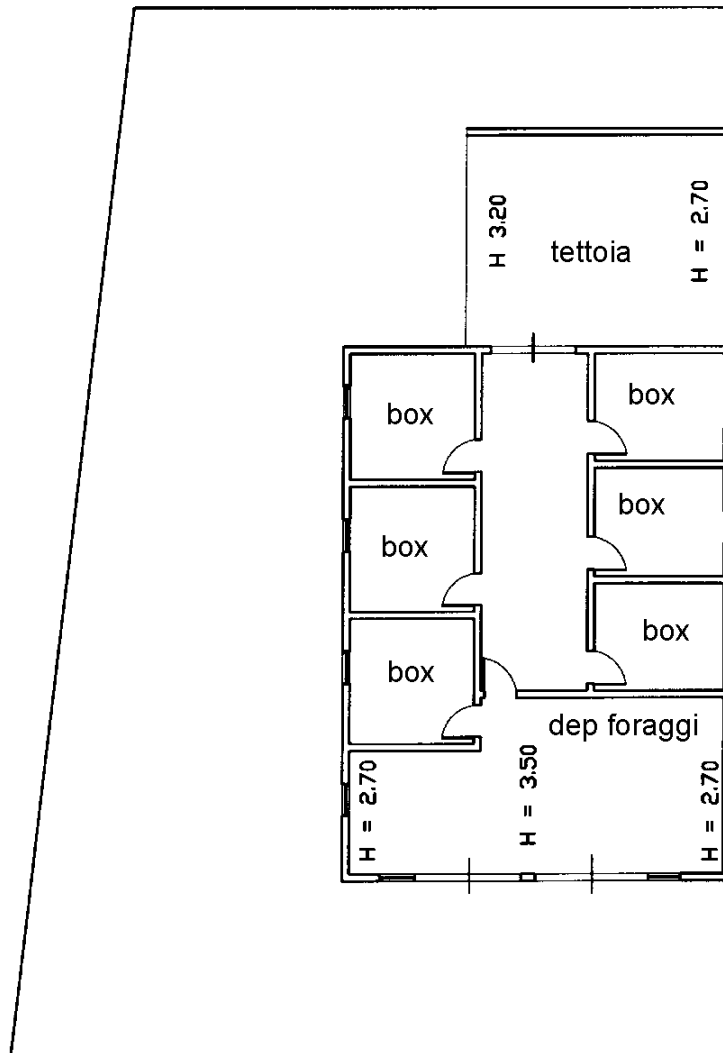 H 3.20
tettoia
H = 2.70
box
box
box
box
box
box
dep foraggi
H = 2.70
H = 3.50
H = 2.70